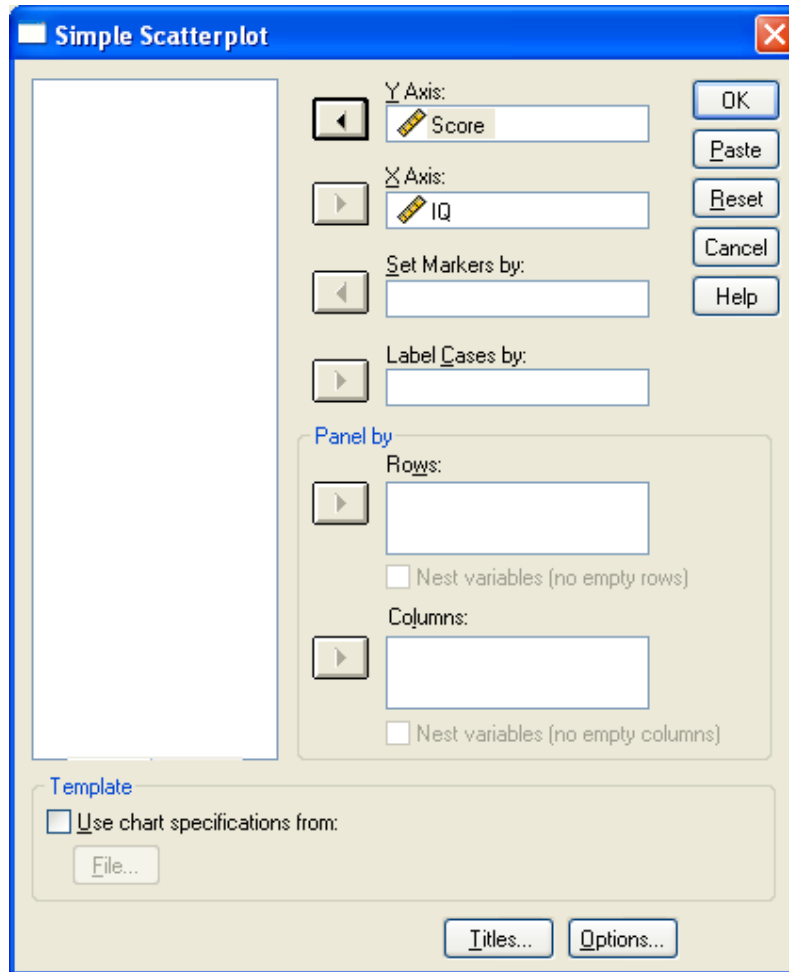 Simple Scatterplot
Y Axis:
Score
X Axis:
IQ
Set Markers by:
Label Cases by:
OK
Paste
Reset
Cancel
Help
Panel by
Rows:
Nest variables (no empty rows)
Columns:
Nest variables (no empty columns)
Template
Use chart specifications from:
File...
Titles...
Options...